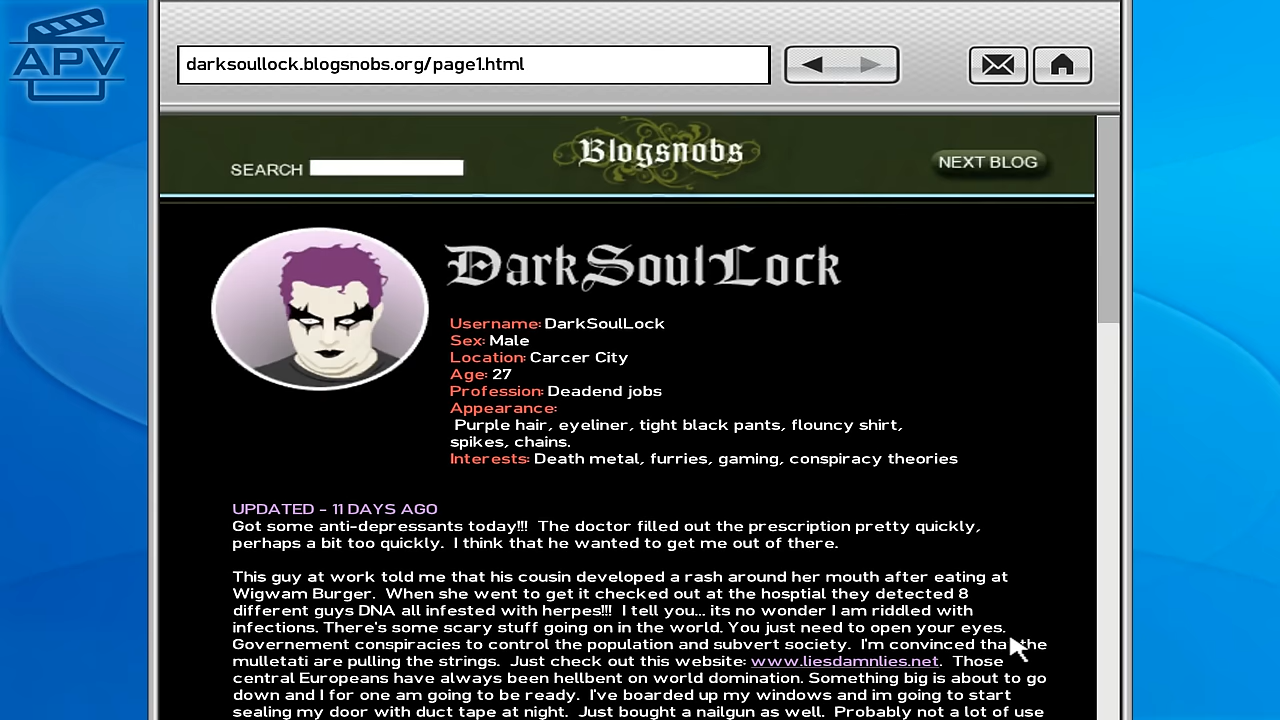 APV
darksoullock.blogsnobs.org/page1.html
SEARCH
Blogsnobs
NEXT BLOG
DarkSoulLock
Username: DarkSoulLock
Sex: Male
Location: Carcer City
Age: 27
Profession: Deadend jobs
Appearance:
Purple hair, eyeliner, tight black pants, flouncy shirt,
spikes, chains.
Interests: Death metal, furries, gaming, conspiracy theories
UPDATED - 11 DAYS AGO
Got some anti-depressants today!!! The doctor filled out the prescription pretty quickly,
perhaps a bit too quickly. I think that he wanted to get me out of there.
This guy at work told me that his cousin developed a rash around her mouth after eating at
Wigwam Burger. When she went to get it checked out at the hosptial they detected 8
different guys DNA all infested with herpes!!! I tell you... its no wonder I am riddled with
infections. There's some scary stuff going on in the world. You just need to open your eyes.
Governement conspiracies to control the population and subvert society. I'm convinced that the
mulletati are pulling the strings. Just check out this website: www.liesdamnlies.net. Those
central Europeans have always been hellbent on world domination. Something big is about to go
down and I for one am going to be ready. I've boarded up my windows and im going to start
sealing my door with duct tape at night. Just bought a nailgun as well. Probably not a lot of use